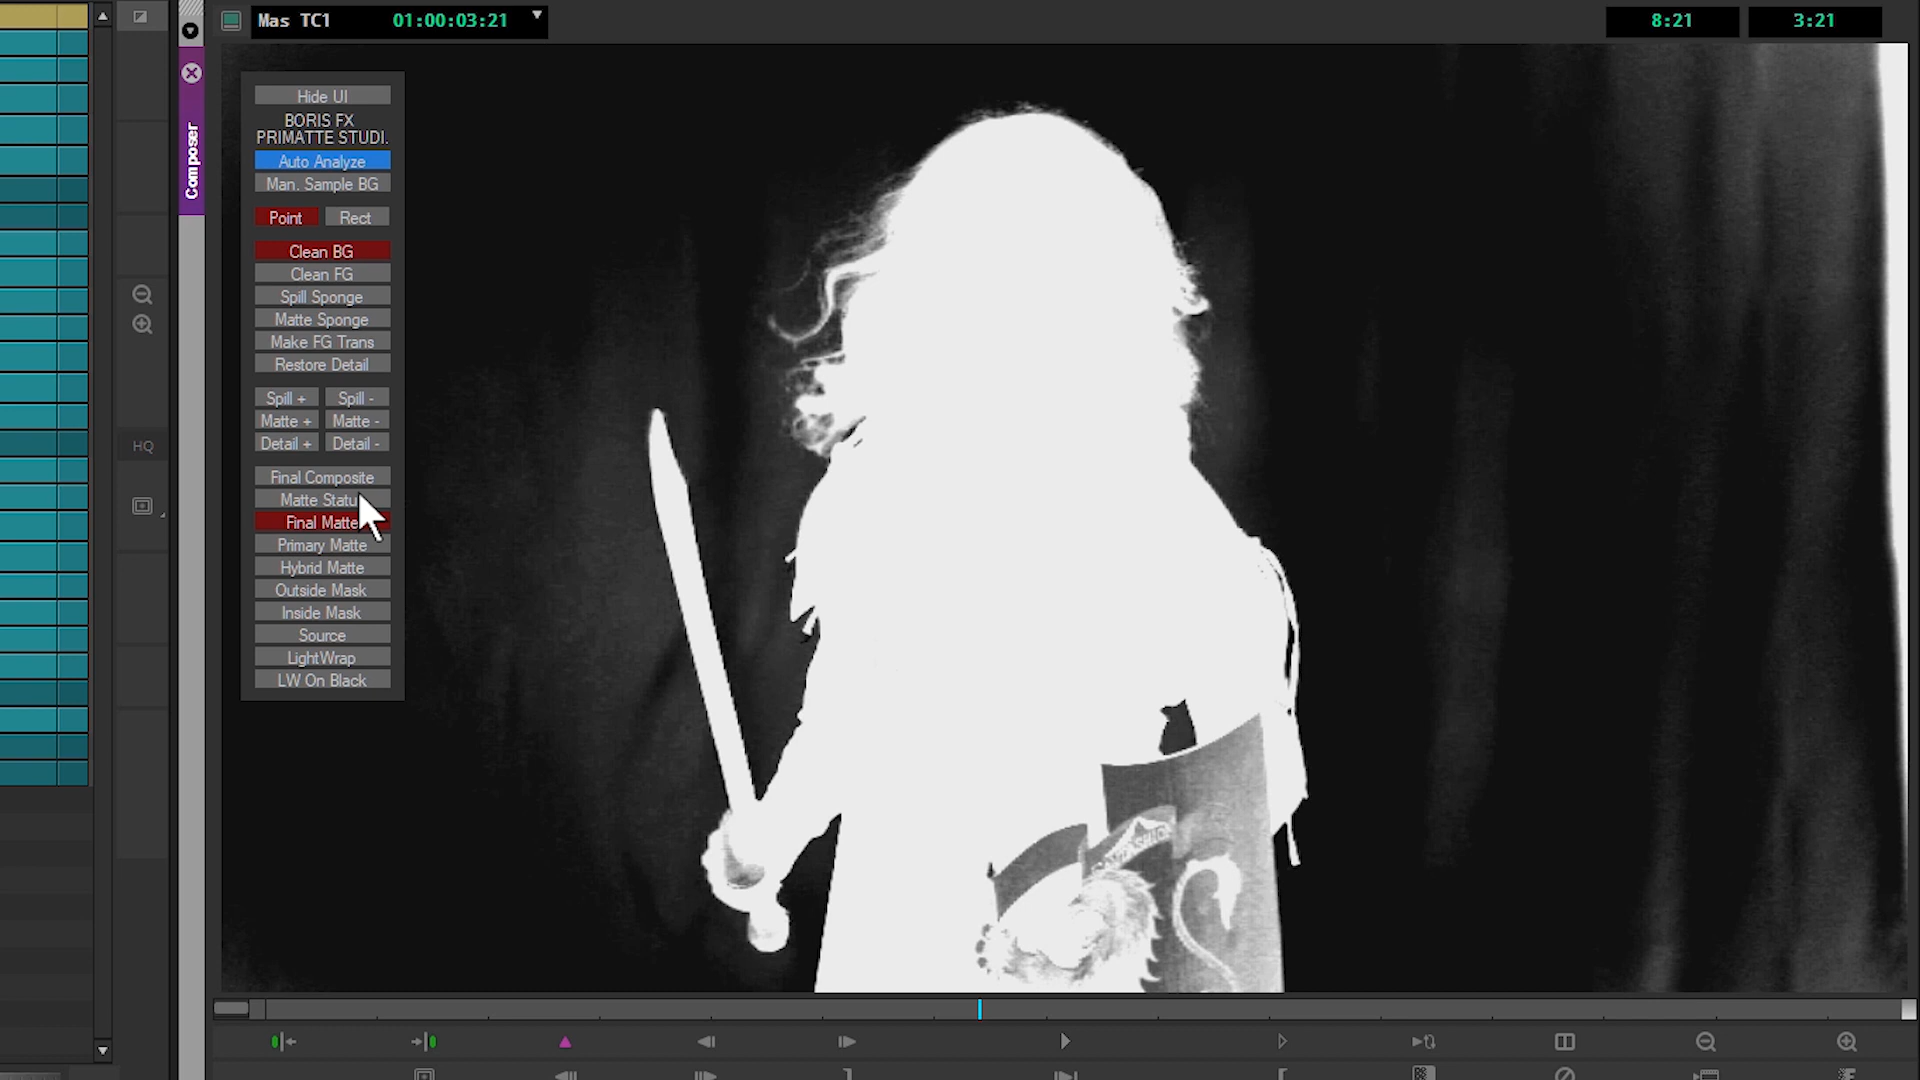 Mas TC1 01:00:03:21
8:21 3:21
Composer
Hide UI
BORIS FX
PRIMATTE STUDI.
Auto Analyze
Man. Sample BG
Point Rect
Clean BG
Clean FG
Spill Sponge
Matte Sponge
Make FG Trans
Restore Detail
Spill + Spill -
Matte + Matte -
Detail + Detail -
HQ
Final Composite
Matte Statu
Final Matte
Primary Matte
Hybrid Matte
Outside Mask
Inside Mask
Source
LightWrap
LW On Black